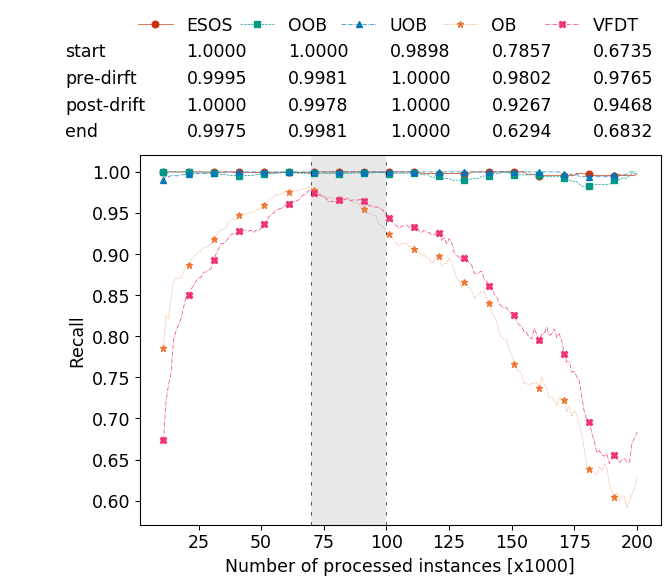 ESOS OOB UOB OB VFDT
start 1.0000 1.0000 0.9898 0.7857 0.6735
pre-dirft 0.9995 0.9981 1.0000 0.9802 0.9765
post-drift 1.0000 0.9978 1.0000 0.9267 0.9468
end 0.9975 0.9981 1.0000 0.6294 0.6832
1.00
0.95
0.90
0.85
0.80
0.75
0.70
0.65
0.60
Recall
25 50 75 100 125 150 175 200
Number of processed instances [x1000]